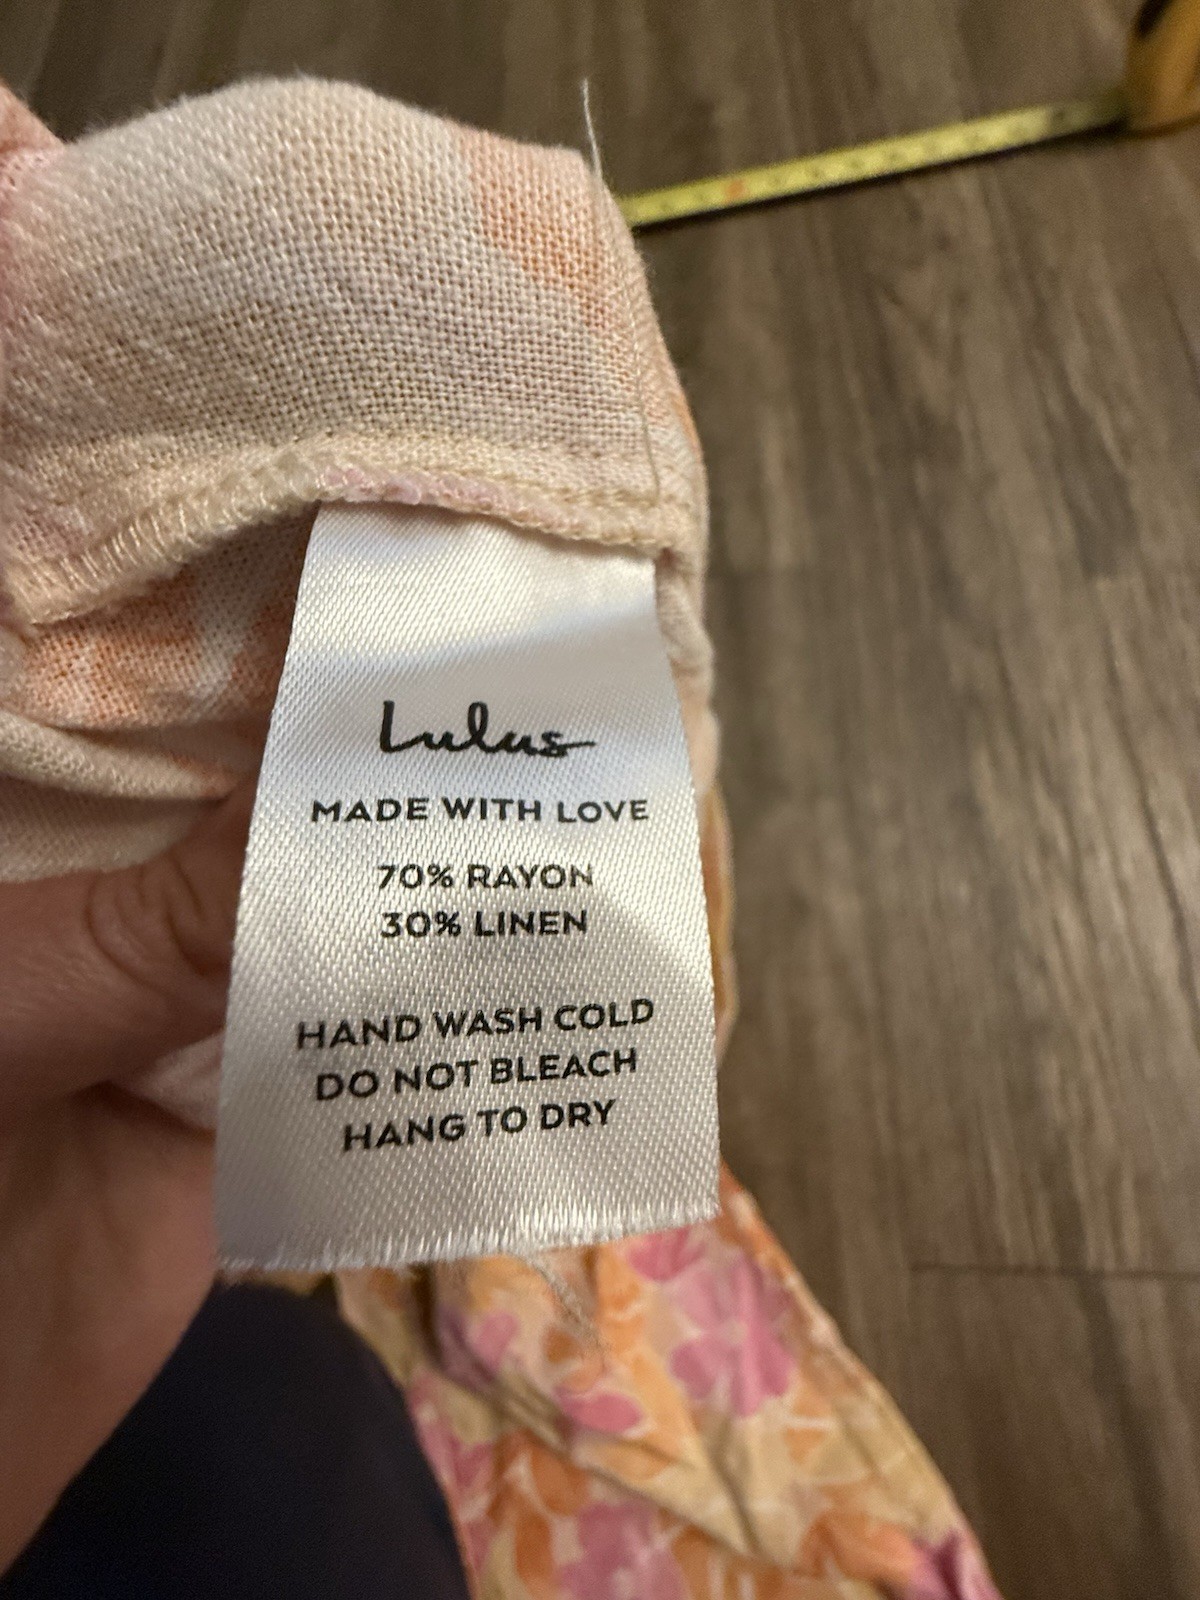 Lulus
MADE WITH LOVE
70% RAYON
30% LINEN
HAND WASH COLD
DO NOT BLEACH
HANG TO DRY